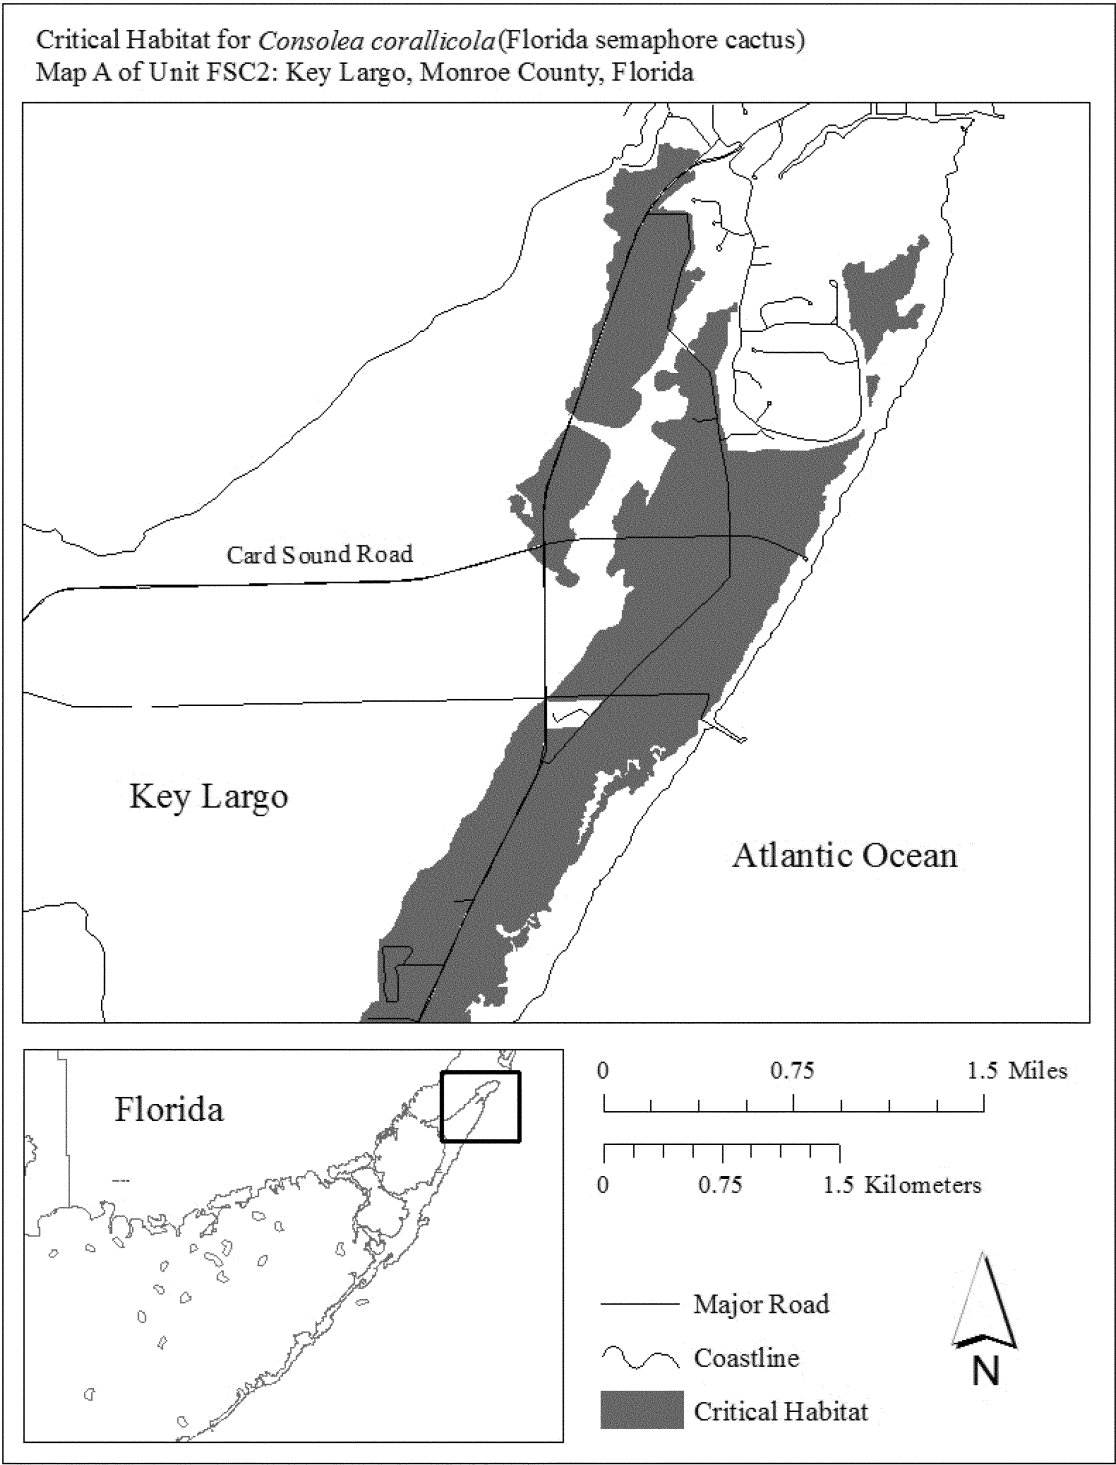 Critical Habitat for Consolea corallicola(Florida semaphore cactus)
Map A of Unit FSC2: Key Largo, Monroe County, Florida
Card Sound Road
Key Largo
Atlantic Ocean
Florida
0 0.75 1.5 Miles
0 0.75 1.5 Kilometers
Major Road
Coastline
Critical Habitat
N